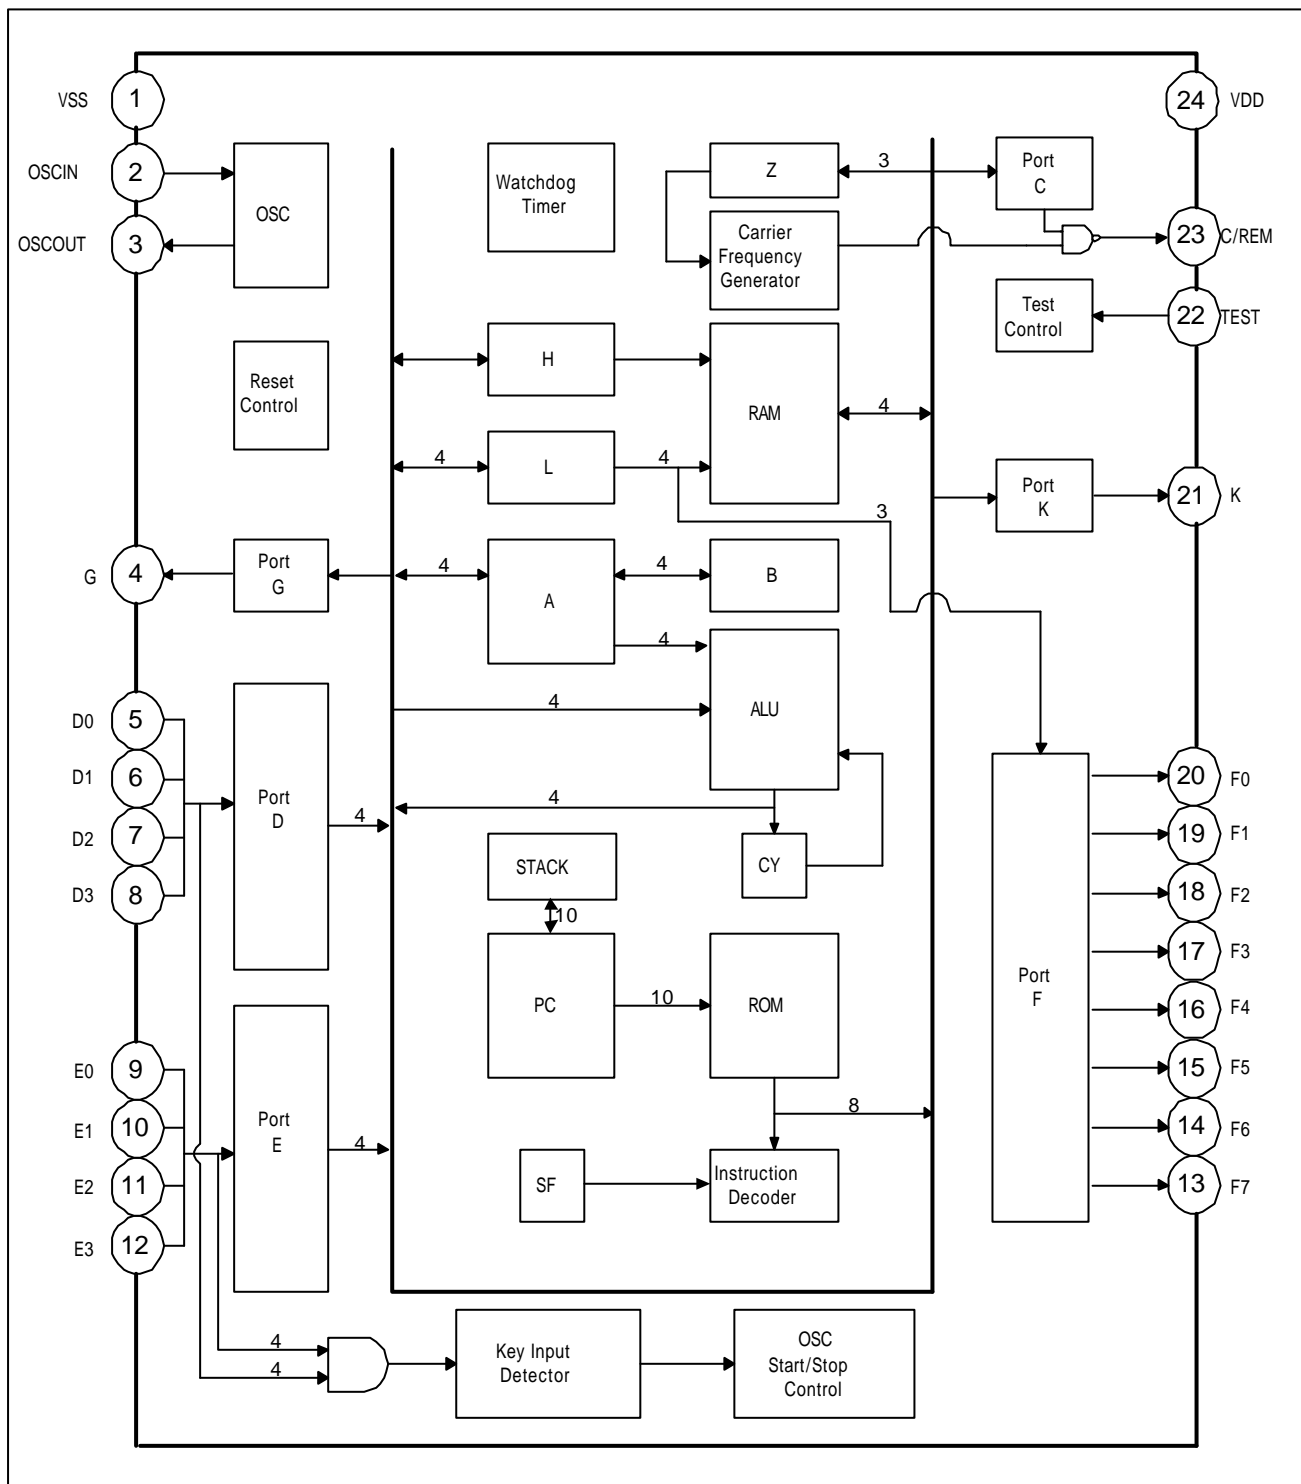 VSS
1
24
VDD
OSCIN
2
OSC
OSCOUT
3
Watchdog
Timer
Z
3
Port
C
Carrier
Frequency
Generator
23
C/REM
Test
Control
22
TEST
Reset
Control
H
RAM
4
4
L
4
3
Port
K
21
K
G
4
Port
G
4
A
4
B
4
ALU
4
4
CY
D0
5
D1
6
D2
7
D3
8
Port
D
4
STACK
10
PC
10
ROM
8
SF
Instruction
Decoder
E0
9
E1
10
E2
11
E3
12
Port
E
4
Port
F
20
F0
19
F1
18
F2
17
F3
16
F4
15
F5
14
F6
13
F7
4
4
Key Input
Detector
OSC
Start/Stop
Control